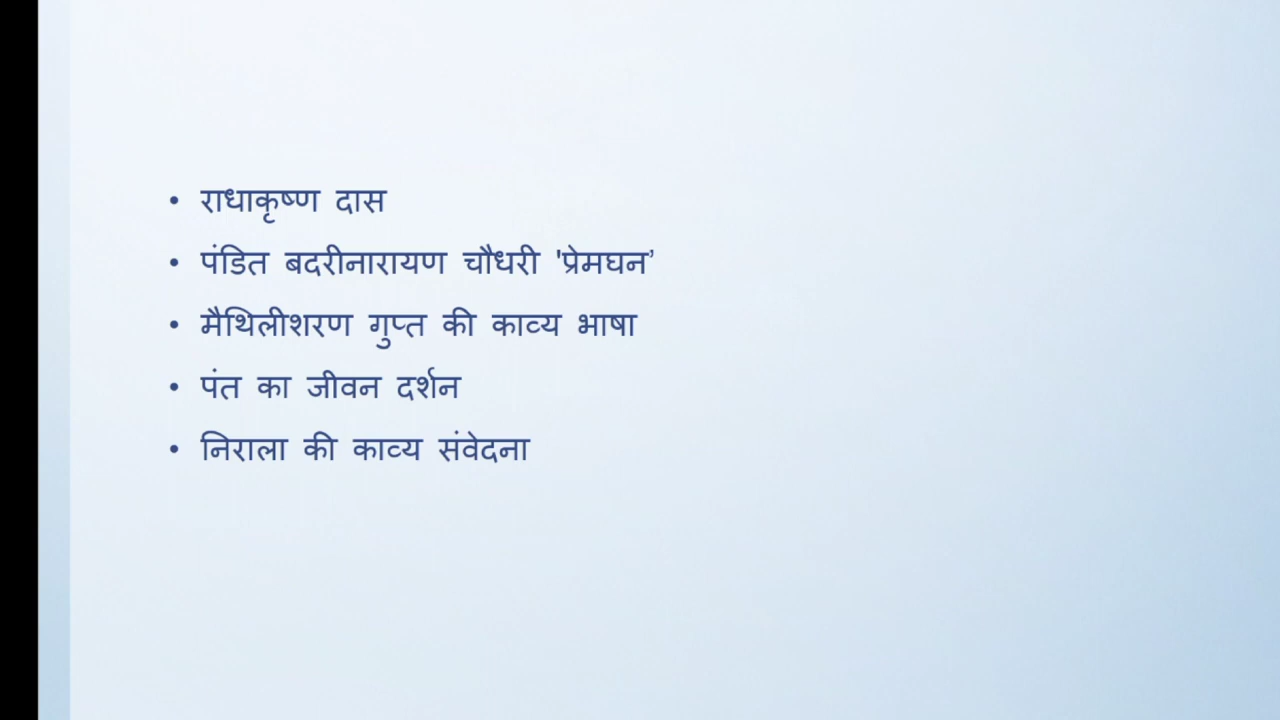 • राधाकृष्ण दास
• पंडित बदरीनारायण चौधरी 'प्रेमघन’
• मैथिलीशरण गुप्त की काव्य भाषा
• पंत का जीवन दर्शन
• निराला की काव्य संवेदना